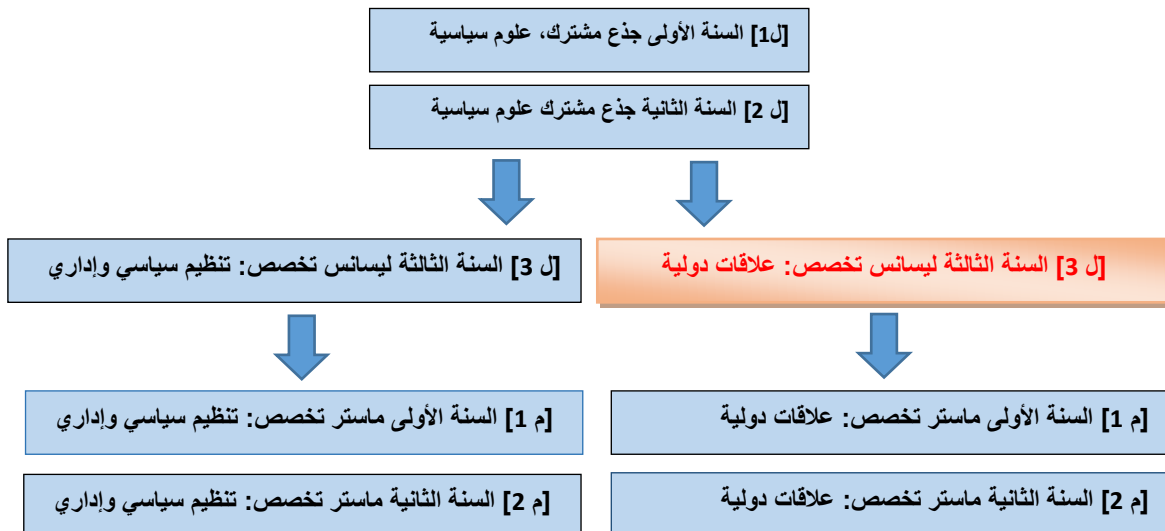 [ل1] السنة الأولى جذع مشترك، علوم سياسية
[ل 2] السنة الثانية جذع مشترك علوم سياسية
[ل 3] السنة الثالثة ليسانس تخصص: علاقات دولية
[ل 3] السنة الثالثة ليسانس تخصص: تنظيم سياسي وإداري
[م 1] السنة الأولى ماستر تخصص: علاقات دولية
[م 1] السنة الأولى ماستر تخصص: تنظيم سياسي وإداري
[م 2] السنة الثانية ماستر تخصص: علاقات دولية
[م 2] السنة الثانية ماستر تخصص: تنظيم سياسي وإداري